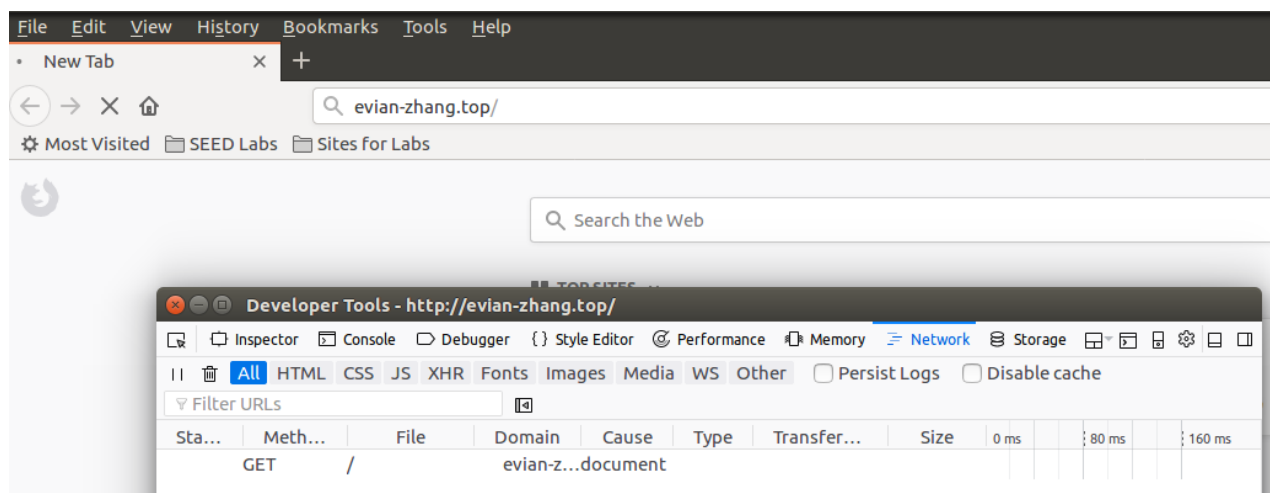 File Edit View History Bookmarks Tools Help
New Tab
evian-zhang.top/
Most Visited SEED Labs Sites for Labs
Search the Web
TOP SITES
Developer Tools - http://evian-zhang.top/
Inspector Console Debugger {} Style Editor Performance Memory Network Storage
All HTML CSS JS XHR Fonts Images Media WS Other Persist Logs Disable cache
Filter URLs
Sta... Meth... File Domain Cause Type Transfer... Size 0 ms 80 ms 160 ms
GET / evian-z...document